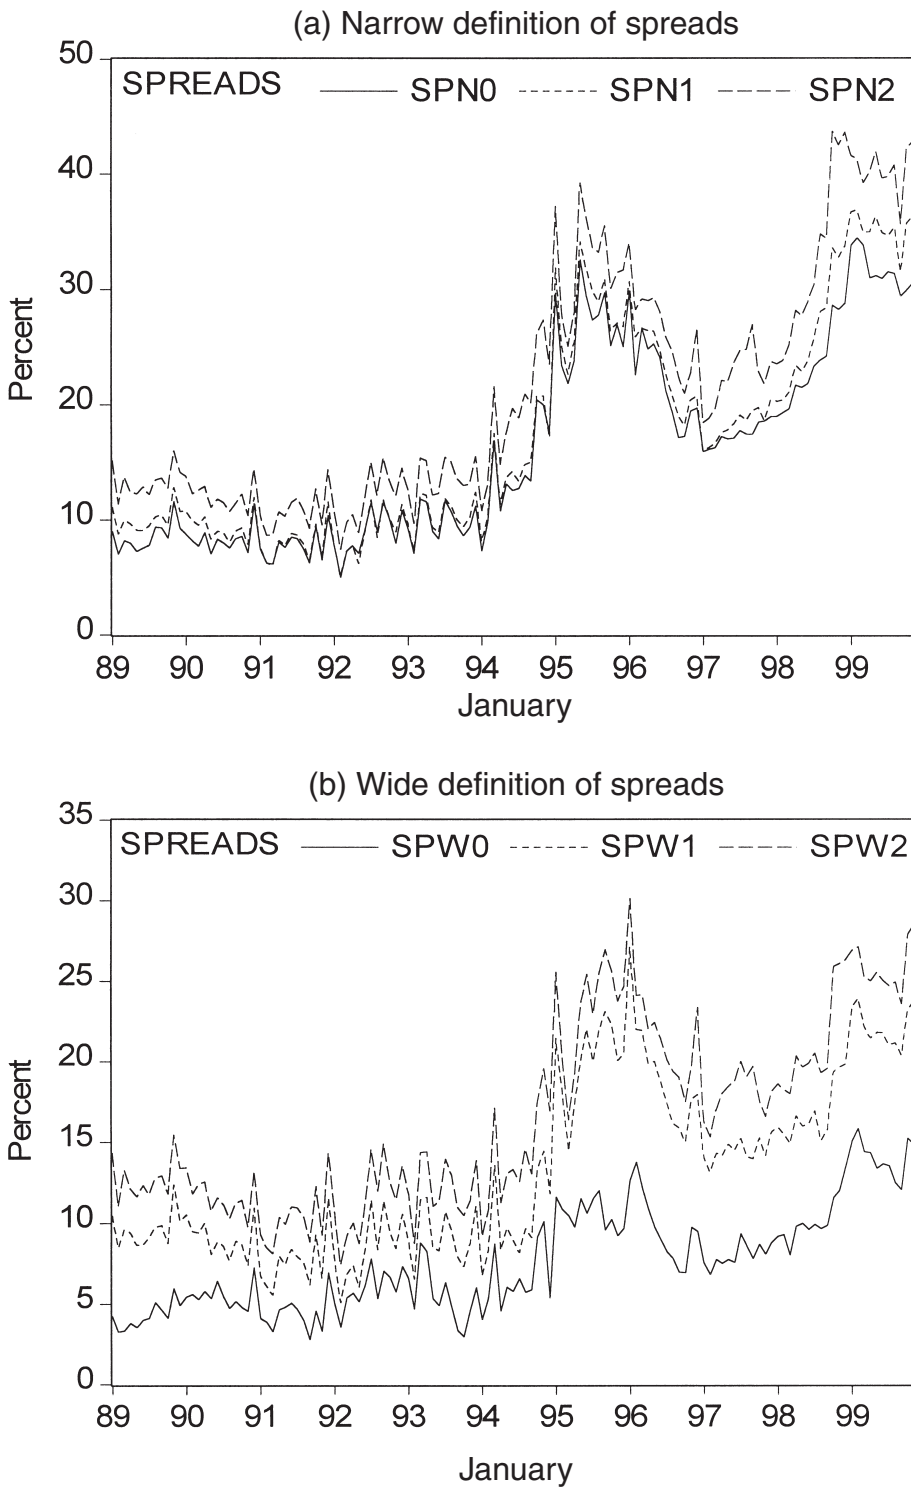 (a) Narrow definition of spreads
50
SPREADS SPN0 SPN1 SPN2
40
30
Percent
20
10
0
89 90 91 92 93 94 95 96 97 98 99
January
(b) Wide definition of spreads
35
SPREADS SPW0 SPW1 SPW2
30
25
20
Percent
15
10
5
0
89 90 91 92 93 94 95 96 97 98 99
January